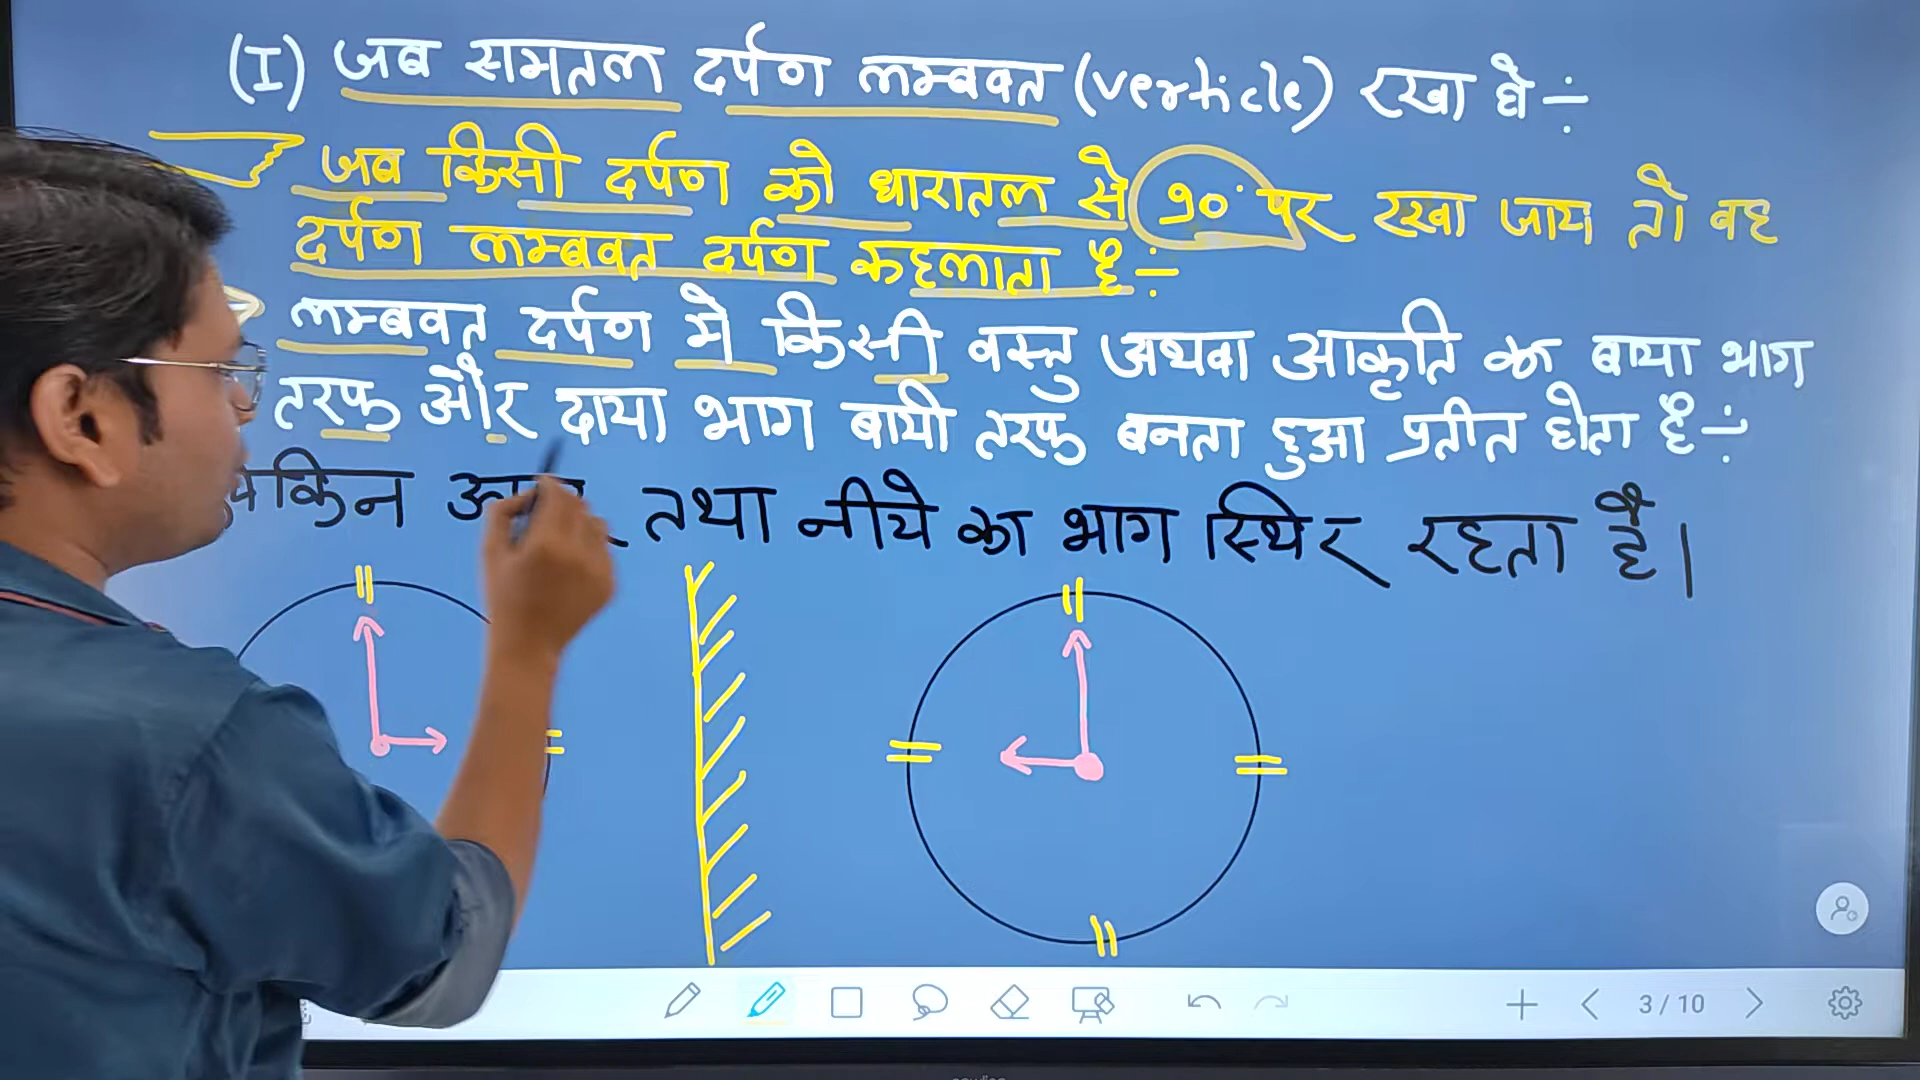 (I) जब समतल दर्पण लम्बवत (verticle) रखा हो ÷
जब किसी दर्पण को धारातल से 90° पर रखा जाय तो वह
दर्पण लम्बवत दर्पण कहलाता है ÷
लम्बवत दर्पण मे किसी वस्तु अथवा आकृति का बाया भाग
तरफ और दाया भाग बायी तरफ बनता हुआ प्रतीत होता है ÷
तथा नीचे का भाग स्थिर रहता है।
3 / 10